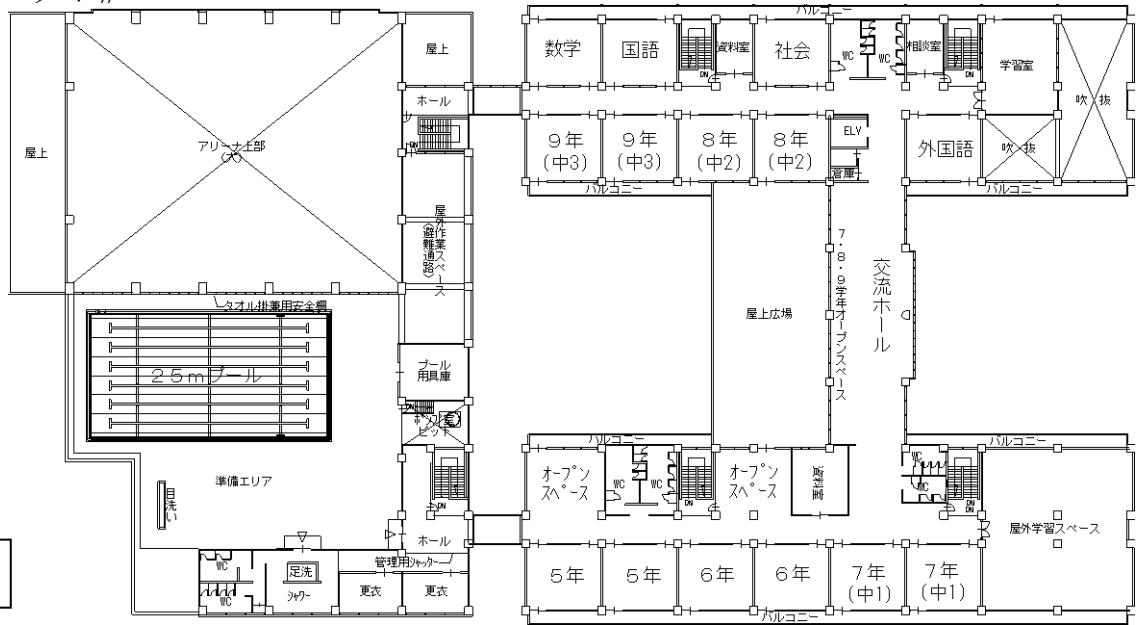 バルコニー
屋上
数学
国語
DN
資料室
社会
WC
WC
相談室
DN
学習室
吹 抜
ホール
DN
屋上
アリーナ上部
9年
(中3)
9年
(中3)
8年
(中2)
8年
(中2)
ELV
倉庫
外国語
吹 抜
バルコニー
バルコニー
屋外作業スペース
(避難通路)
タオル掛兼用安全柵
25mプール
プール
用具庫
屋上広場
7・8・9学年オープンスペース
交流ホール
DN
ポンプ室
ピット
バルコニー
バルコニー
準備エリア
目洗い
DN
オープン
スペース
WC
WC
DN
オープン
スペース
資料室
WC
WC
DN
DN
屋外学習スペース
ホール
管理用シャッター
WC
WC
足洗
シャワー
更衣
更衣
5年
5年
6年
6年
7年
(中1)
7年
(中1)
バルコニー